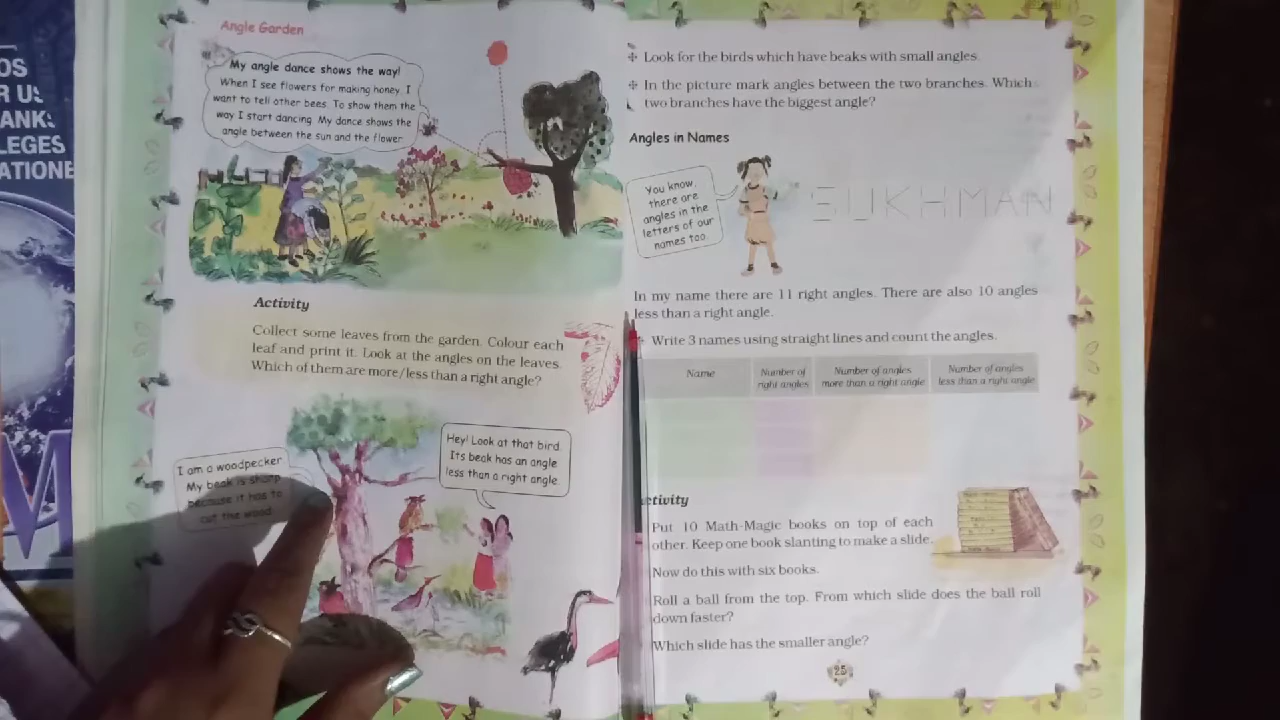 OS
R US
ANKS
LEGES
ATIONE
M
Angle Garden
My angle dance shows the way!
When I see flowers for making honey. I
want to tell other bees. To show them the
way I start dancing. My dance shows the
angle between the sun and the flower.
Activity
Collect some leaves from the garden. Colour each
leaf and print it. Look at the angles on the leaves.
Which of them are more/less than a right angle?
I am a woodpecker
My beak is sharp
because it has to
cut the wood.
Hey! Look at that bird.
Its beak has an angle
less than a right angle.
Look for the birds which have beaks with small angles.
In the picture mark angles between the two branches. Which
two branches have the biggest angle?
Angles in Names
You know,
there are
angles in the
letters of our
names too.
SUKHMAN
In my name there are 11 right angles. There are also 10 angles
less than a right angle.
Write 3 names using straight lines and count the angles.
Name
Number of
right angles
Number of angles
more than a right angle
Number of angles
less than a right angle
ctivity
Put 10 Math-Magic books on top of each
other. Keep one book slanting to make a slide.
Now do this with six books.
Roll a ball from the top. From which slide does the ball roll
down faster?
Which slide has the smaller angle?
25